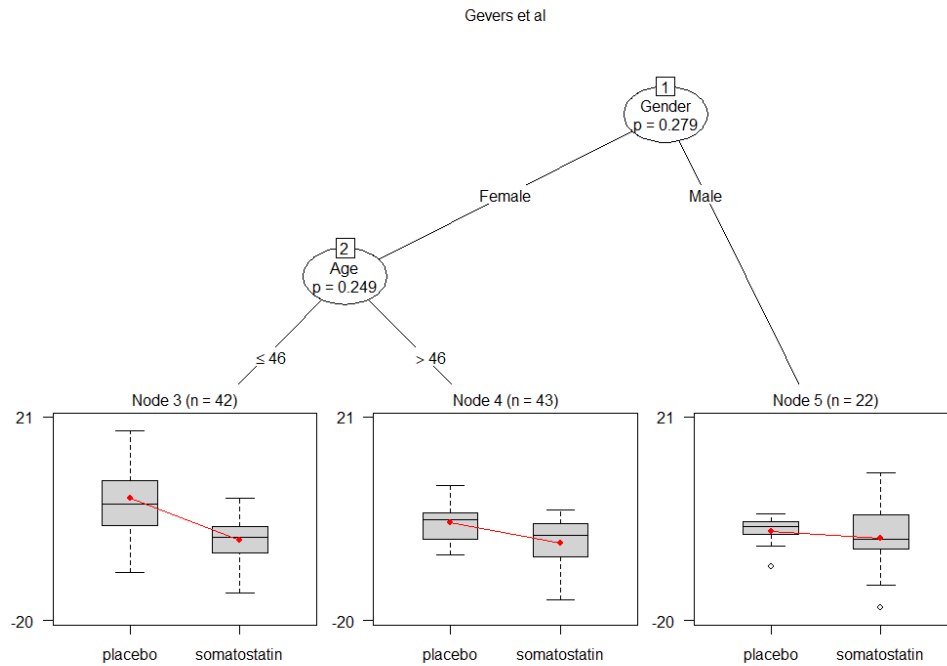 Gevers et al
1
Gender
p = 0.279
Female
Male
2
Age
p = 0.249
≤ 46
> 46
Node 3 (n = 42)
Node 4 (n = 43)
Node 5 (n = 22)
21
21
21
-20
-20
-20
placebo
somatostatin
placebo
somatostatin
placebo
somatostatin